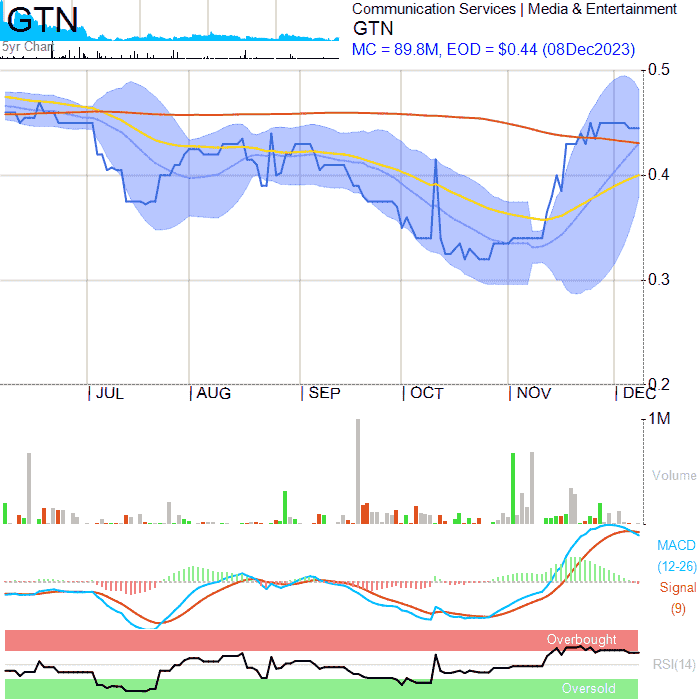 GTN
5yr Chart
Communication Services | Media & Entertainment
GTN
MC = 89.8M, EOD = $0.44 (08Dec2023)
0.5
0.4
0.3
0.2
JUL AUG SEP OCT NOV DEC
1M
Volume
MACD
(12-26)
Signal
(9)
Overbought
RSI(14)
Oversold